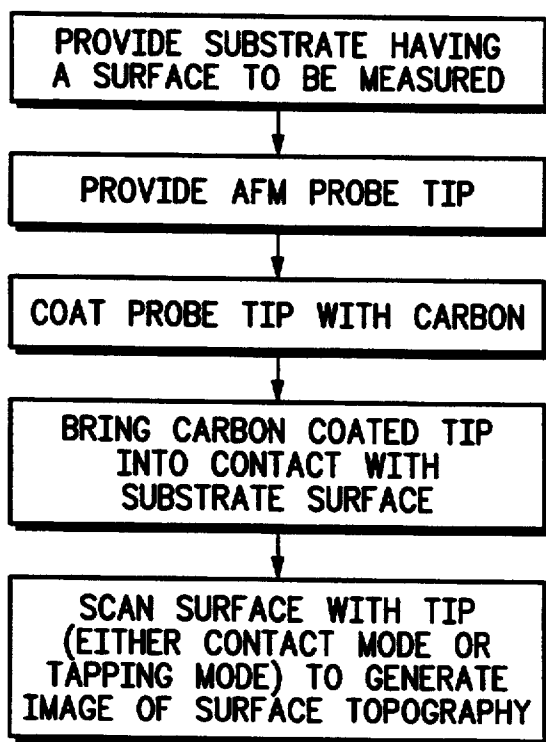 PROVIDE SUBSTRATE HAVING
A SURFACE TO BE MEASURED
PROVIDE AFM PROBE TIP
COAT PROBE TIP WITH CARBON
BRING CARBON COATED TIP
INTO CONTACT WITH
SUBSTRATE SURFACE
SCAN SURFACE WITH TIP
(EITHER CONTACT MODE OR
TAPPING MODE) TO GENERATE
IMAGE OF SURFACE TOPOGRAPHY